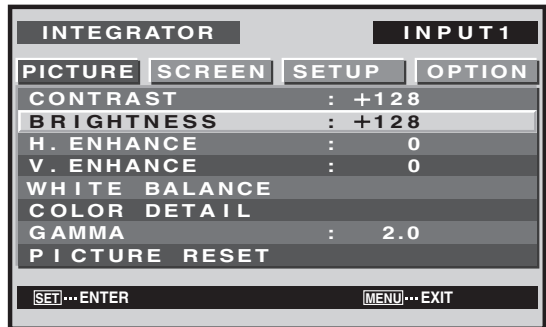 INTEGRATOR INPUT1
PICTURE SCREEN SETUP OPTION
CONTRAST : +128
BRIGHTNESS : +128
H. ENHANCE : 0
V. ENHANCE : 0
WHITE BALANCE
COLOR DETAIL
GAMMA : 2.0
PICTURE RESET
SET···ENTER MENU···EXIT